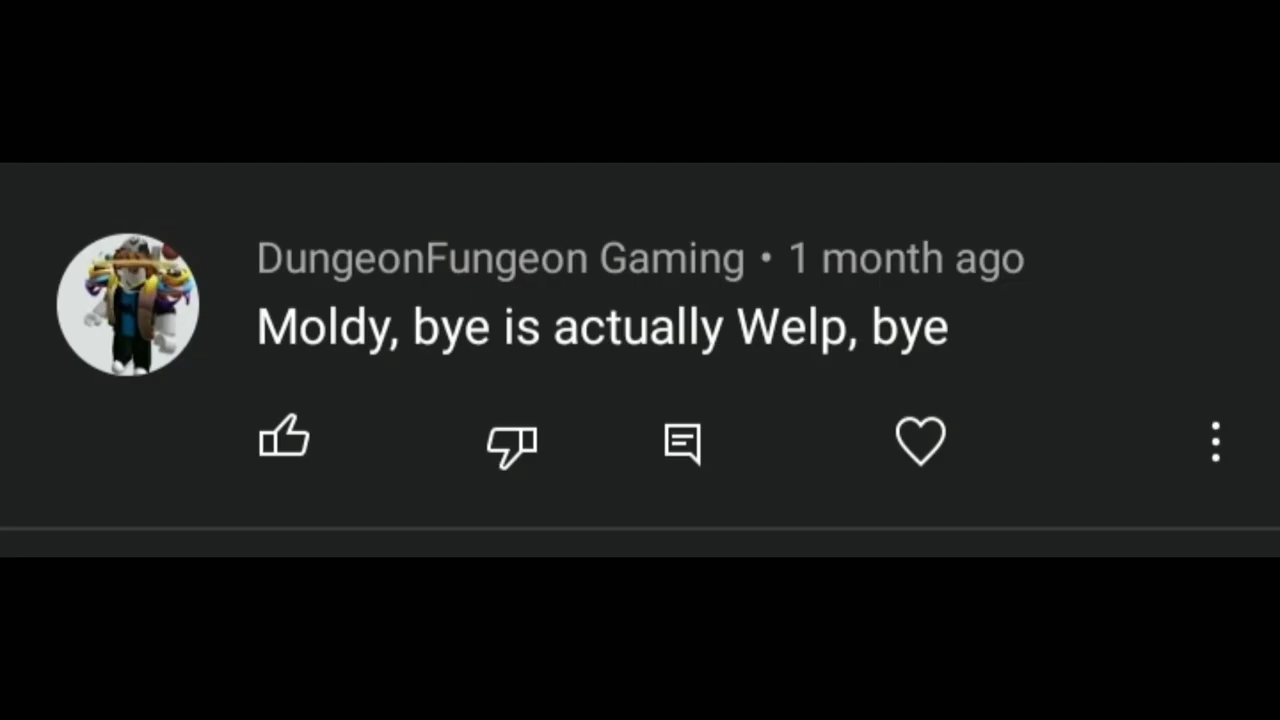 DungeonFungeon Gaming • 1 month ago
Moldy, bye is actually Welp, bye